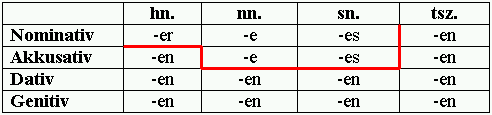 hn. nn. sn. tsz.
Nominativ -er -e -es -en
Akkusativ -en -e -es -en
Dativ -en -en -en -en
Genitiv -en -en -en -en